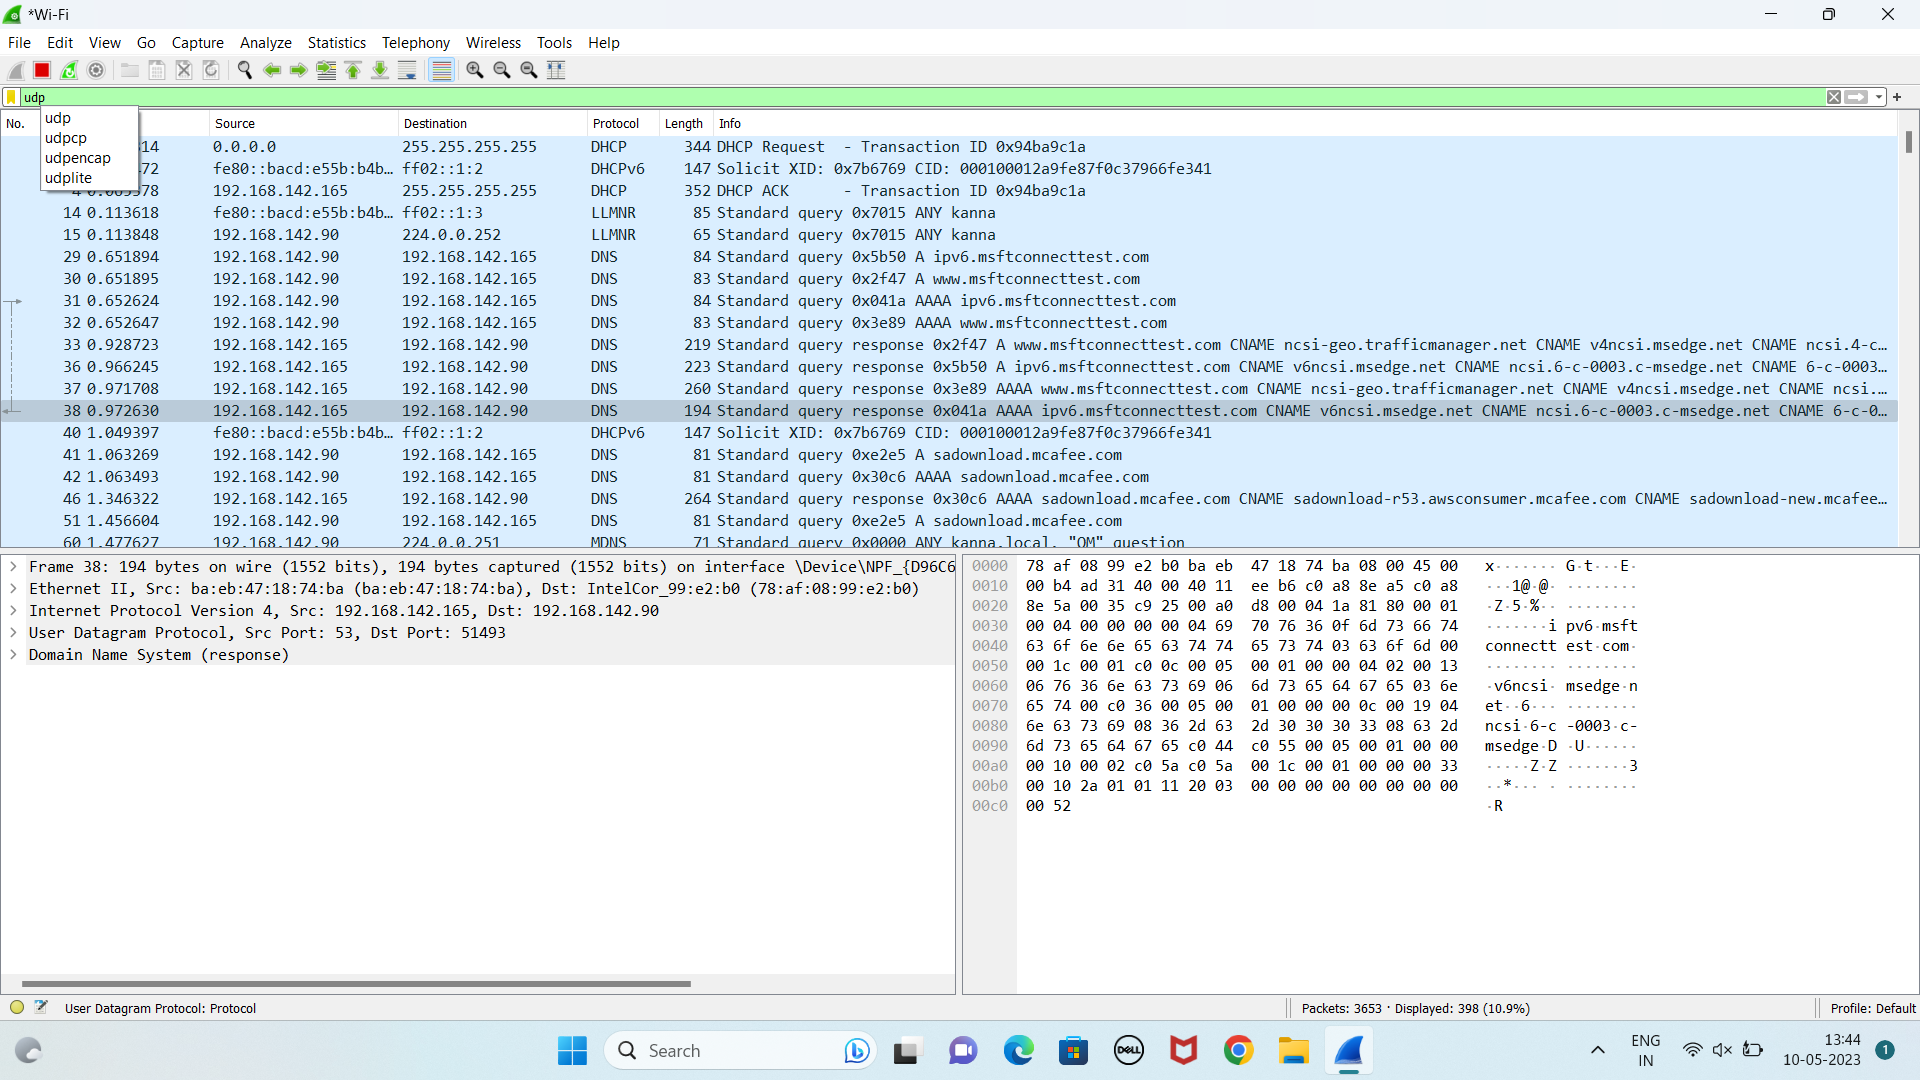 *Wi-Fi
File Edit View Go Capture Analyze Statistics Telephony Wireless Tools Help
udp
udp
udpcp
udpencap
udplite
No. Source Destination Protocol Length Info
14 0.0.0.0 255.255.255.255 DHCP 344 DHCP Request - Transaction ID 0x94ba9c1a
72 fe80::bacd:e55b:b4b… ff02::1:2 DHCPv6 147 Solicit XID: 0x7b6769 CID: 000100012a9fe87f0c37966fe341
4 0.065578 192.168.142.165 255.255.255.255 DHCP 352 DHCP ACK - Transaction ID 0x94ba9c1a
14 0.113618 fe80::bacd:e55b:b4b… ff02::1:3 LLMNR 85 Standard query 0x7015 ANY kanna
15 0.113848 192.168.142.90 224.0.0.252 LLMNR 65 Standard query 0x7015 ANY kanna
29 0.651894 192.168.142.90 192.168.142.165 DNS 84 Standard query 0x5b50 A ipv6.msftconnecttest.com
30 0.651895 192.168.142.90 192.168.142.165 DNS 83 Standard query 0x2f47 A www.msftconnecttest.com
31 0.652624 192.168.142.90 192.168.142.165 DNS 84 Standard query 0x041a AAAA ipv6.msftconnecttest.com
32 0.652647 192.168.142.90 192.168.142.165 DNS 83 Standard query 0x3e89 AAAA www.msftconnecttest.com
33 0.928723 192.168.142.165 192.168.142.90 DNS 219 Standard query response 0x2f47 A www.msftconnecttest.com CNAME ncsi-geo.trafficmanager.net CNAME v4ncsi.msedge.net CNAME ncsi.4-c…
36 0.966245 192.168.142.165 192.168.142.90 DNS 223 Standard query response 0x5b50 A ipv6.msftconnecttest.com CNAME v6ncsi.msedge.net CNAME ncsi.6-c-0003.c-msedge.net CNAME 6-c-0003…
37 0.971708 192.168.142.165 192.168.142.90 DNS 260 Standard query response 0x3e89 AAAA www.msftconnecttest.com CNAME ncsi-geo.trafficmanager.net CNAME v4ncsi.msedge.net CNAME ncsi.…
38 0.972630 192.168.142.165 192.168.142.90 DNS 194 Standard query response 0x041a AAAA ipv6.msftconnecttest.com CNAME v6ncsi.msedge.net CNAME ncsi.6-c-0003.c-msedge.net CNAME 6-c-0…
40 1.049397 fe80::bacd:e55b:b4b… ff02::1:2 DHCPv6 147 Solicit XID: 0x7b6769 CID: 000100012a9fe87f0c37966fe341
41 1.063269 192.168.142.90 192.168.142.165 DNS 81 Standard query 0xe2e5 A sadownload.mcafee.com
42 1.063493 192.168.142.90 192.168.142.165 DNS 81 Standard query 0x30c6 AAAA sadownload.mcafee.com
46 1.346322 192.168.142.165 192.168.142.90 DNS 264 Standard query response 0x30c6 AAAA sadownload.mcafee.com CNAME sadownload-r53.awsconsumer.mcafee.com CNAME sadownload-new.mcafee…
51 1.456604 192.168.142.90 192.168.142.165 DNS 81 Standard query 0xe2e5 A sadownload.mcafee.com
60 1.477627 192.168.142.90 224.0.0.251 MDNS 71 Standard query 0x0000 ANY kanna.local, "QM" question
Frame 38: 194 bytes on wire (1552 bits), 194 bytes captured (1552 bits) on interface \Device\NPF_{D96C6
Ethernet II, Src: ba:eb:47:18:74:ba (ba:eb:47:18:74:ba), Dst: IntelCor_99:e2:b0 (78:af:08:99:e2:b0)
Internet Protocol Version 4, Src: 192.168.142.165, Dst: 192.168.142.90
User Datagram Protocol, Src Port: 53, Dst Port: 51493
Domain Name System (response)
0000 78 af 08 99 e2 b0 ba eb 47 18 74 ba 08 00 45 00 x······· G·t···E·
0010 00 b4 ad 31 40 00 40 11 ee b6 c0 a8 8e a5 c0 a8 ···1@·@· ········
0020 8e 5a 00 35 c9 25 00 a0 d8 00 04 1a 81 80 00 01 ·Z·5·%·· ········
0030 00 04 00 00 00 00 04 69 70 76 36 0f 6d 73 66 74 ·······i pv6·msft
0040 63 6f 6e 6e 65 63 74 74 65 73 74 03 63 6f 6d 00 connectt est·com·
0050 00 1c 00 01 c0 0c 00 05 00 01 00 00 04 02 00 13 ········ ········
0060 06 76 36 6e 63 73 69 06 6d 73 65 64 67 65 03 6e ·v6ncsi· msedge·n
0070 65 74 00 c0 36 00 05 00 01 00 00 00 0c 00 19 04 et··6··· ········
0080 6e 63 73 69 08 36 2d 63 2d 30 30 30 33 08 63 2d ncsi·6-c -0003·c-
0090 6d 73 65 64 67 65 c0 44 c0 55 00 05 00 01 00 00 msedge·D ·U······
00a0 00 10 00 02 c0 5a c0 5a 00 1c 00 01 00 00 00 33 ·····Z·Z ·······3
00b0 00 10 2a 01 01 11 20 03 00 00 00 00 00 00 00 00 ··*··· · ········
00c0 00 52 ·R
User Datagram Protocol: Protocol
Packets: 3653 · Displayed: 398 (10.9%)
Profile: Default
Search
DELL
ENG
IN
13:44
10-05-2023
1